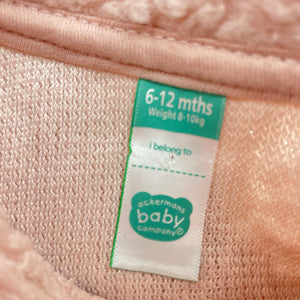 6-12 mths
Weight 8-10kg
i belong to
ackermans
baby
company®